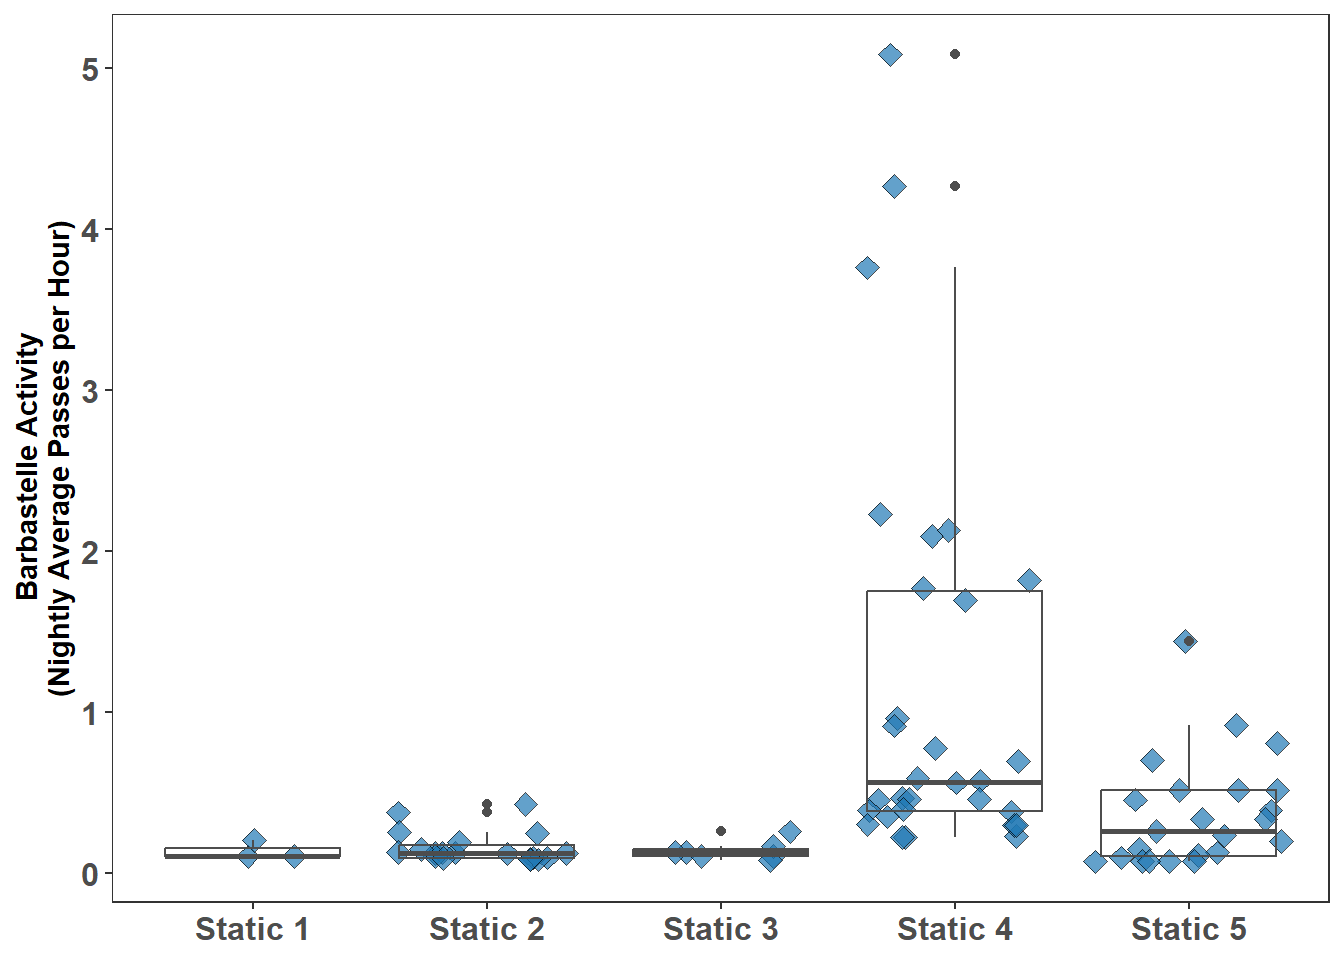 Barbastelle Activity
(Nightly Average Passes per Hour)
5
4
3
2
1
0
Static 1
Static 2
Static 3
Static 4
Static 5